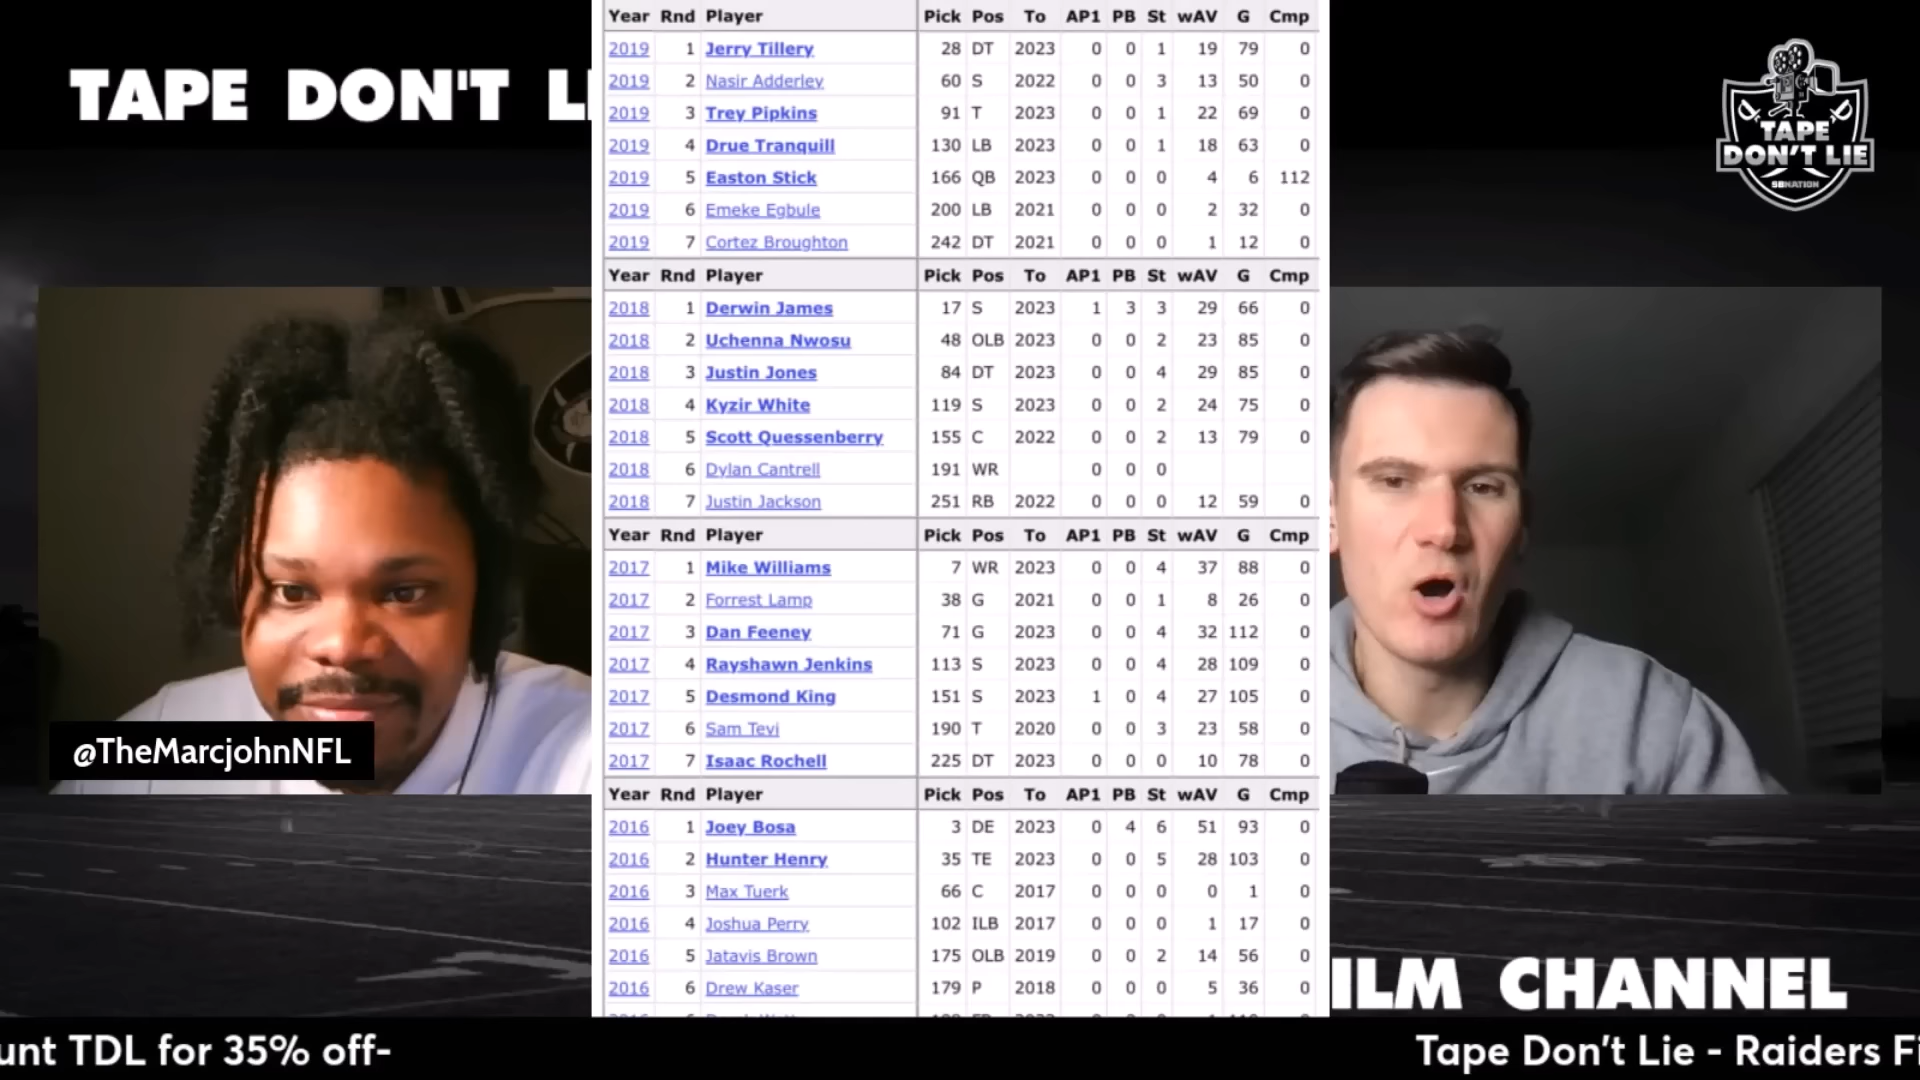 TAPE DON'T LI
TAPE
DON'T LIE
SBNATION
Year Rnd Player Pick Pos To AP1 PB St wAV G Cmp
2019 1 Jerry Tillery 28 DT 2023 0 0 1 19 79 0
2019 2 Nasir Adderley 60 S 2022 0 0 3 13 50 0
2019 3 Trey Pipkins 91 T 2023 0 0 1 22 69 0
2019 4 Drue Tranquill 130 LB 2023 0 0 1 18 63 0
2019 5 Easton Stick 166 QB 2023 0 0 0 4 6 112
2019 6 Emeke Egbule 200 LB 2021 0 0 0 2 32 0
2019 7 Cortez Broughton 242 DT 2021 0 0 0 1 12 0
Year Rnd Player Pick Pos To AP1 PB St wAV G Cmp
2018 1 Derwin James 17 S 2023 1 3 3 29 66 0
2018 2 Uchenna Nwosu 48 OLB 2023 0 0 2 23 85 0
2018 3 Justin Jones 84 DT 2023 0 0 4 29 85 0
2018 4 Kyzir White 119 S 2023 0 0 2 24 75 0
2018 5 Scott Quessenberry 155 C 2022 0 0 2 13 79 0
2018 6 Dylan Cantrell 191 WR 0 0 0
2018 7 Justin Jackson 251 RB 2022 0 0 0 12 59 0
Year Rnd Player Pick Pos To AP1 PB St wAV G Cmp
2017 1 Mike Williams 7 WR 2023 0 0 4 37 88 0
2017 2 Forrest Lamp 38 G 2021 0 0 1 8 26 0
2017 3 Dan Feeney 71 G 2023 0 0 4 32 112 0
2017 4 Rayshawn Jenkins 113 S 2023 0 0 4 28 109 0
2017 5 Desmond King 151 S 2023 1 0 4 27 105 0
2017 6 Sam Tevi 190 T 2020 0 0 3 23 58 0
2017 7 Isaac Rochell 225 DT 2023 0 0 0 10 78 0
Year Rnd Player Pick Pos To AP1 PB St wAV G Cmp
2016 1 Joey Bosa 3 DE 2023 0 4 6 51 93 0
2016 2 Hunter Henry 35 TE 2023 0 0 5 28 103 0
2016 3 Max Tuerk 66 C 2017 0 0 0 0 1 0
2016 4 Joshua Perry 102 ILB 2017 0 0 0 1 17 0
2016 5 Jatavis Brown 175 OLB 2019 0 0 2 14 56 0
2016 6 Drew Kaser 179 P 2018 0 0 0 5 36 0
@TheMarcjohnNFL
ILM CHANNEL
unt TDL for 35% off-
Tape Don't Lie - Raiders Fi